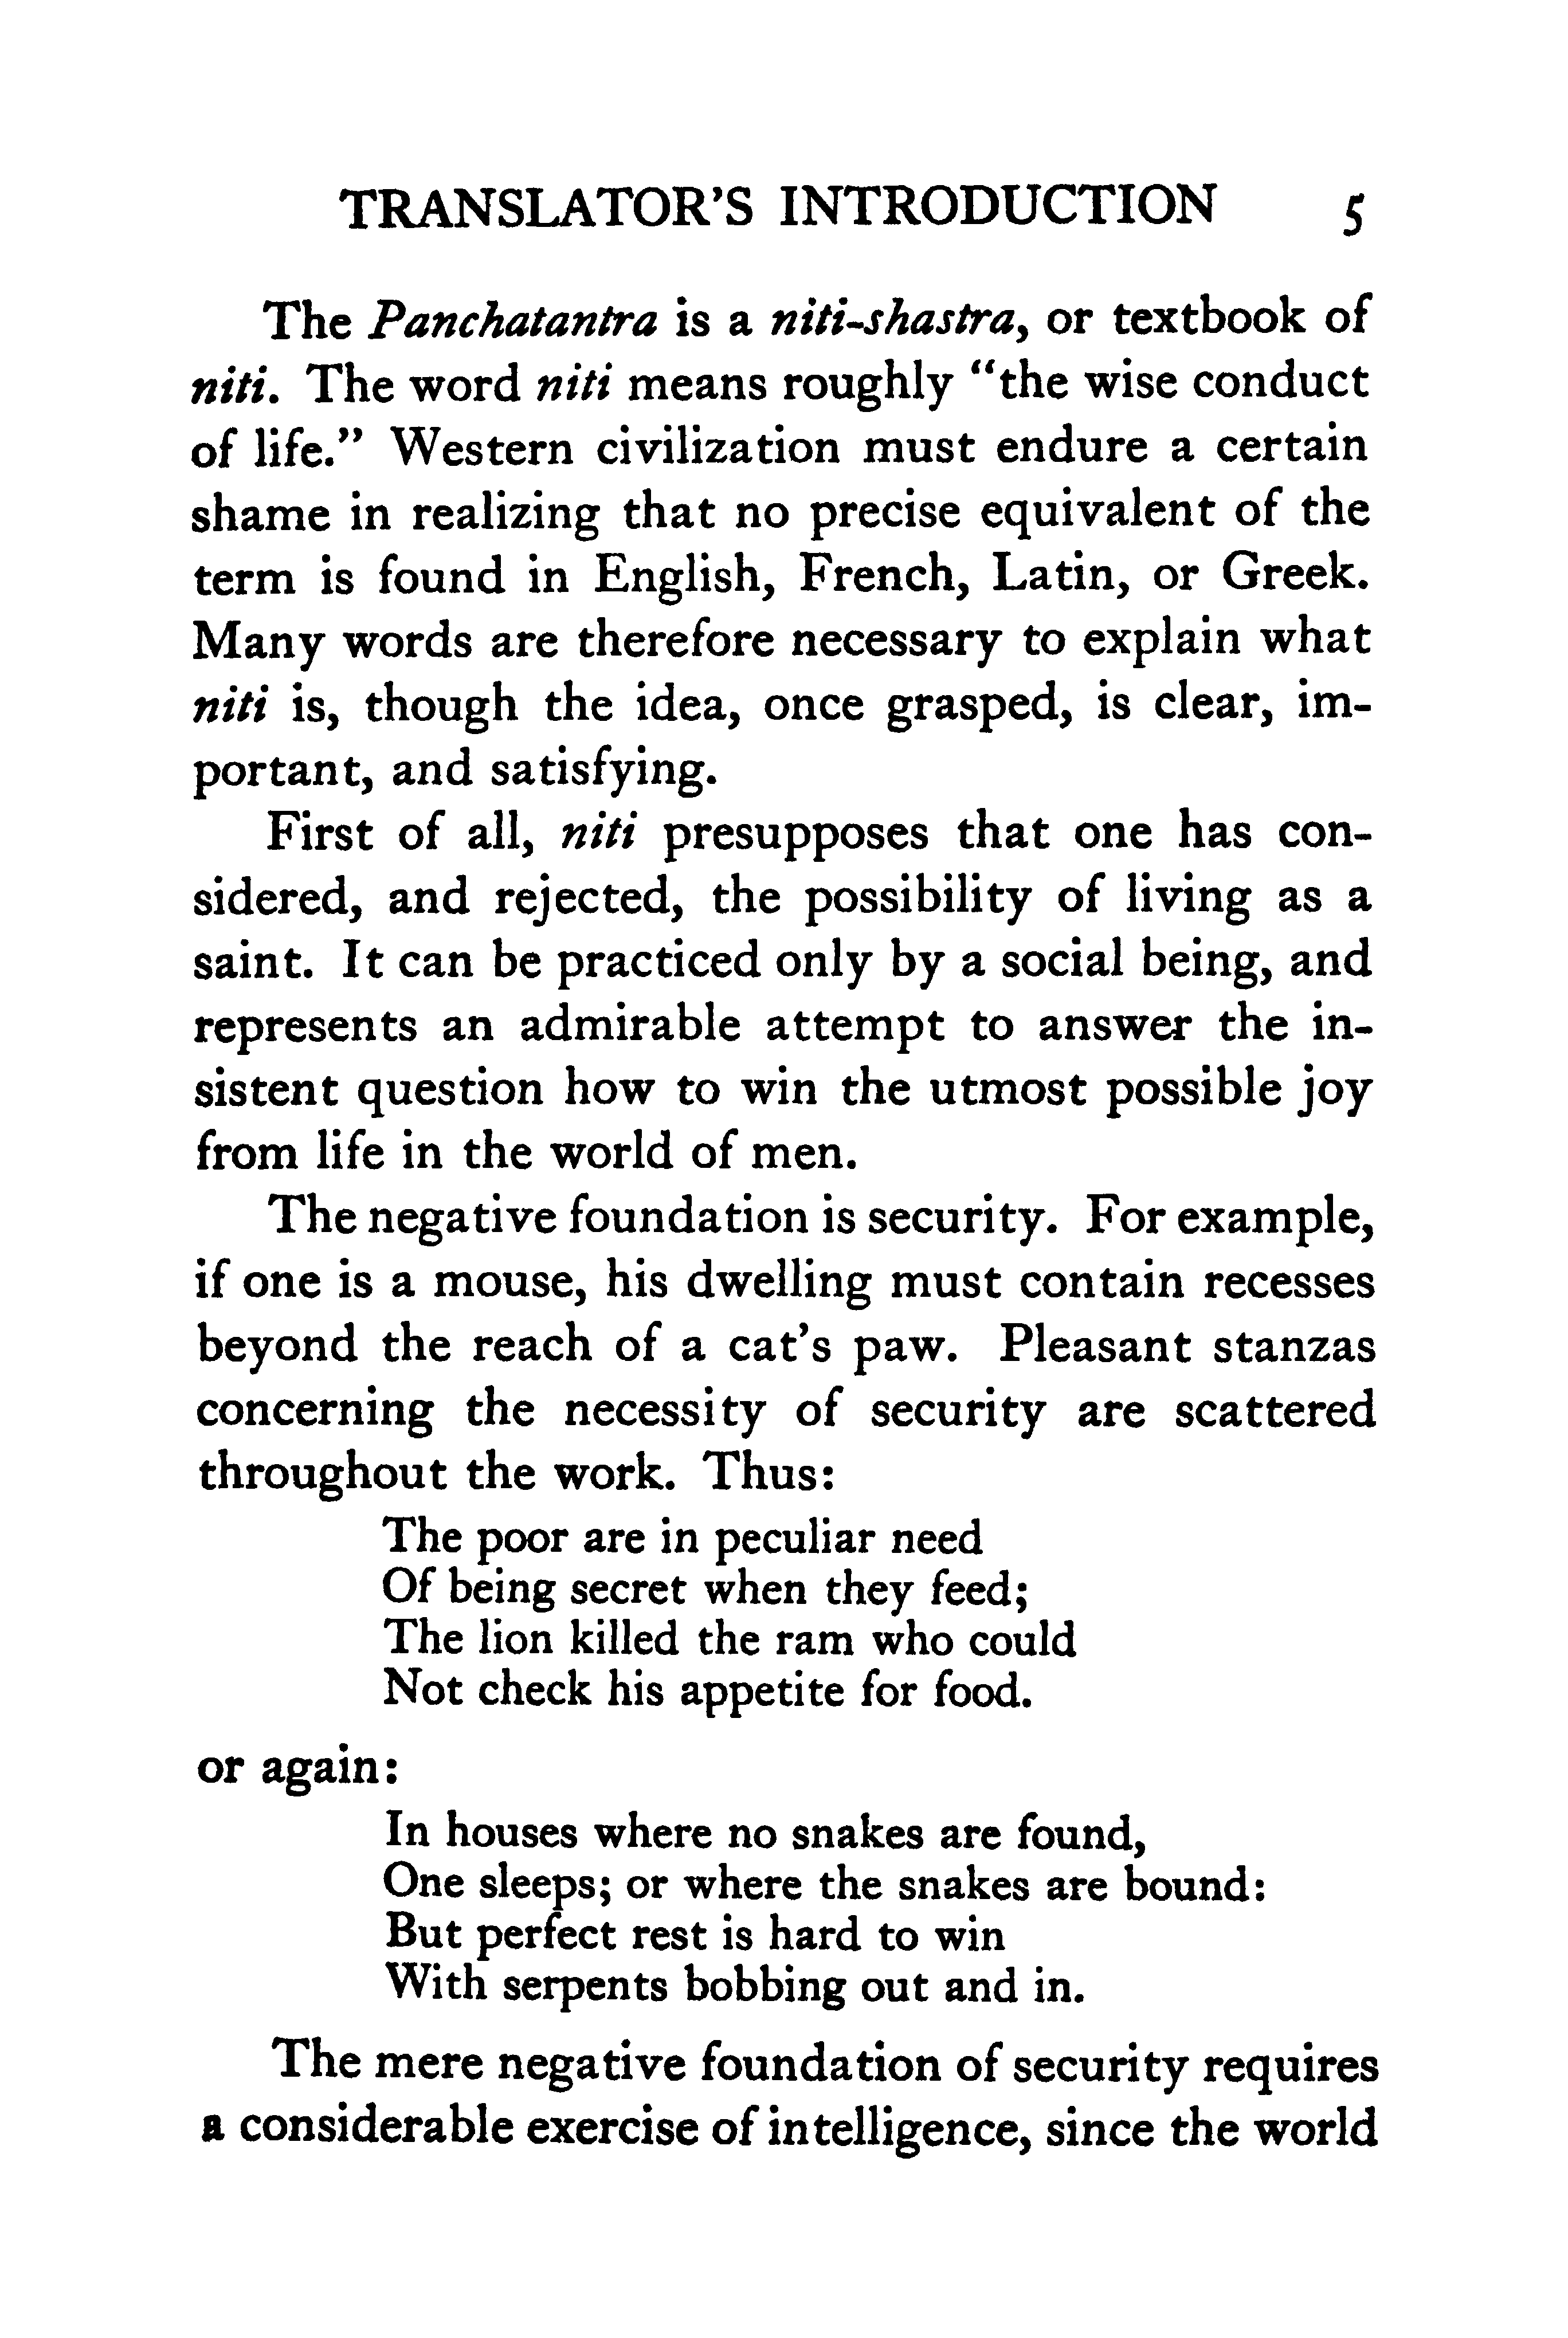 TRANSLATOR'S INTRODUCTION 5
The Panchatantra is a niti-shastra, or textbook of
niti. The word niti means roughly “the wise conduct
of life.” Western civilization must endure a certain
shame in realizing that no precise equivalent of the
term is found in English, French, Latin, or Greek.
Many words are therefore necessary to explain what
niti is, though the idea, once grasped, is clear, im-
portant, and satisfying.
First of all, niti presupposes that one has con-
sidered, and rejected, the possibility of living as a
saint. It can be practiced only by a social being, and
represents an admirable attempt to answer the in-
sistent question how to win the utmost possible joy
from life in the world of men.
The negative foundation is security. For example,
if one is a mouse, his dwelling must contain recesses
beyond the reach of a cat's paw. Pleasant stanzas
concerning the necessity of security are scattered
throughout the work. Thus:
The poor are in peculiar need
Of being secret when they feed;
The lion killed the ram who could
Not check his appetite for food.
or again:
In houses where no snakes are found,
One sleeps; or where the snakes are bound:
But perfect rest is hard to win
With serpents bobbing out and in.
The mere negative foundation of security requires
a considerable exercise of intelligence, since the world